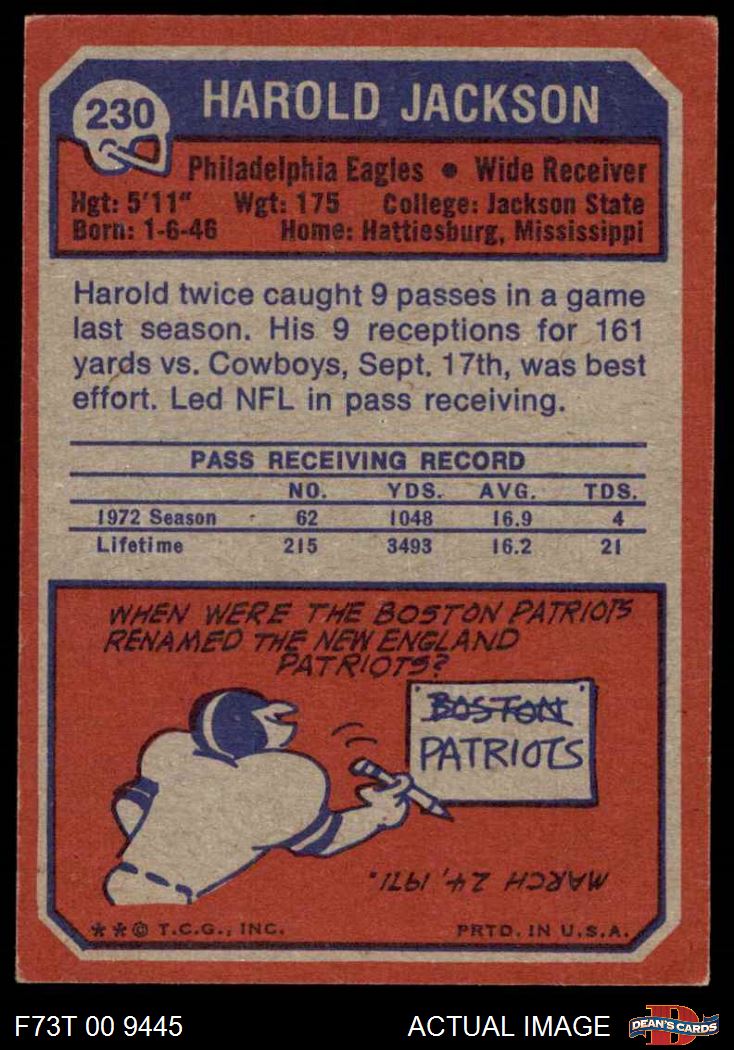 230
HAROLD JACKSON
Philadelphia Eagles • Wide Receiver
Hgt: 5'11" Wgt: 175 College: Jackson State
Born: 1-6-46 Home: Hattiesburg, Mississippi
Harold twice caught 9 passes in a game
last season. His 9 receptions for 161
yards vs. Cowboys, Sept. 17th, was best
effort. Led NFL in pass receiving.
PASS RECEIVING RECORD
NO. YDS. AVG. TDS.
1972 Season 62 1048 16.9 4
Lifetime 215 3493 16.2 21
WHEN WERE THE BOSTON PATRIOTS
RENAMED THE NEW ENGLAND
PATRIOTS?
BOSTON
PATRIOTS
MARCH 24, 1971.
**© T.C.G., INC. PRTD. IN U.S.A.
F73T 00 9445 ACTUAL IMAGE D DEAN'S CARDS